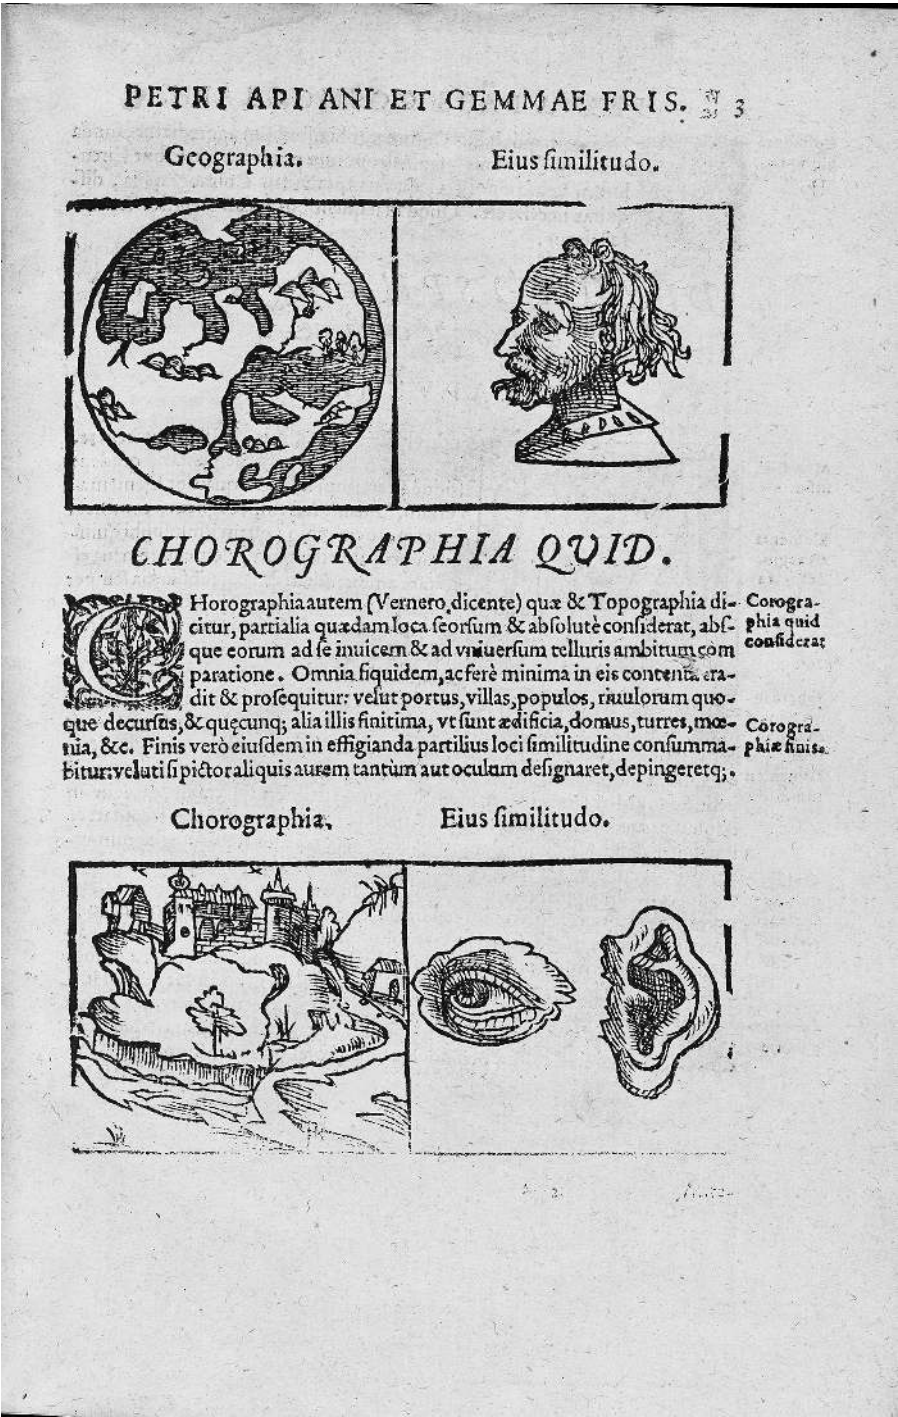 PETRI API ANI ET GEMMAE FRIS. 3
Geographia. Eius ſimilitudo.
CHOROGRAPHIA QVID.
CHorographia autem (Vernero dicente) quæ & Topographia di-
citur, partialia quædam loca ſeorſum & abſolutè conſiderat, abſ-
que eorum ad ſe inuicem & ad vniuerſum telluris ambitum com
paratione. Omnia ſiquidem, ac ferè minima in eis contenta tra-
dit & proſequitur: velut portus, villas, populos, riuulorum quo-
que decurſus, & quęcunq; alia illis finitima, vt ſunt ædificia, domus, turres, mœ-
nia, &c. Finis verò eiuſdem in effigianda partilius loci ſimilitudine conſumma-
bitur: veluti ſi pictor aliquis aurem tantùm aut oculum deſignaret, depingeretq;.
Corogra-
phia quid
conſiderat
Corogra-
phiæ finis.
Chorographia. Eius ſimilitudo.